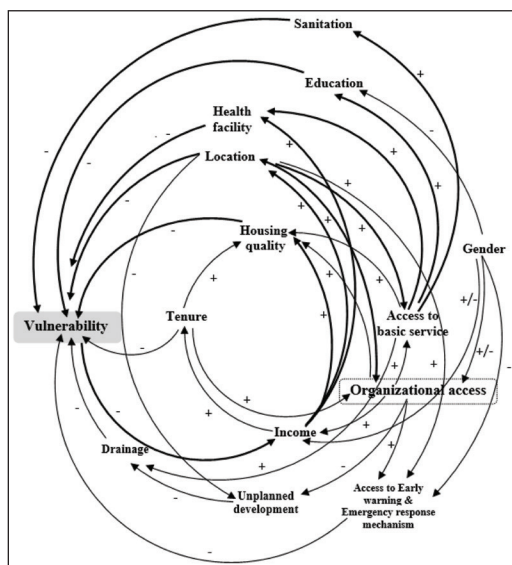 Sanitation
+
Education
-
Health
facility
-
+
+
+
Location
-
-
-
-
+
+
+
+
+
+
Housing
quality
-
-
Gender
+
+
+/-
Tenure
Access to
basic service
Vulnerability
+
+/-
-
Organizational access
-
+
+
+
+
+
+
Income
-
-
Drainage
+
-
-
Unplanned
development
Access to Early
warning &
Emergency response
mechanism
-